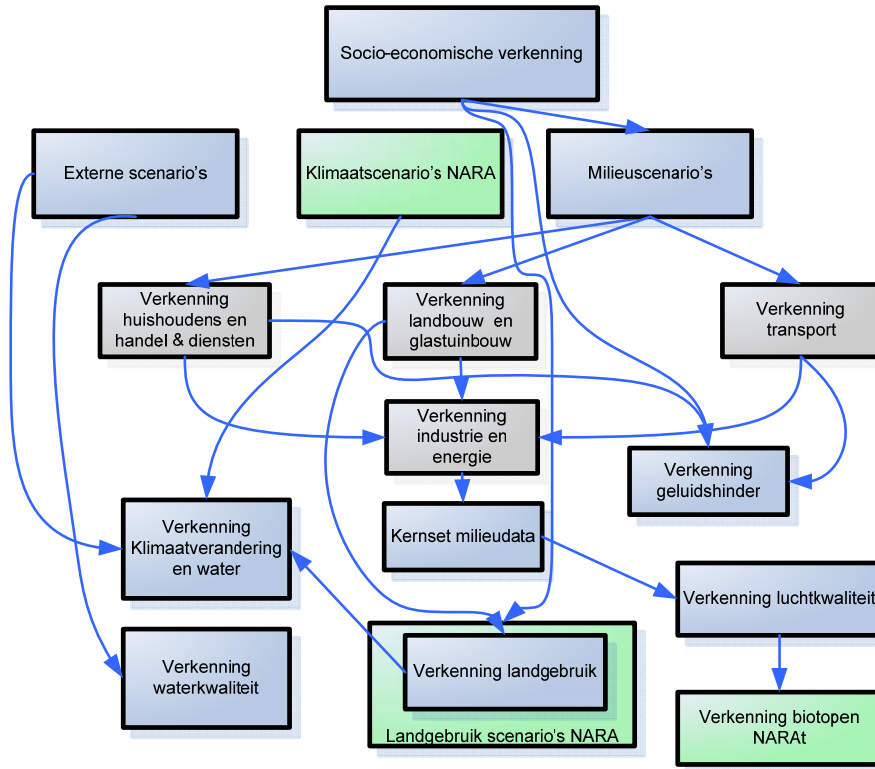 Socio-economische verkenning
Externe scenario's
Klimaatscenario's NARA
Milieuscenario's
Verkenning
huishoudens en
handel & diensten
Verkenning
landbouw en
glastuinbouw
Verkenning
transport
Verkenning
industrie en
energie
Verkenning
geluidshinder
Verkenning
Klimaatverandering
en water
Kernset milieudata
Verkenning luchtkwaliteit
Verkenning
waterkwaliteit
Verkenning landgebruik
Landgebruik scenario's NARA
Verkenning biotopen
NARAt